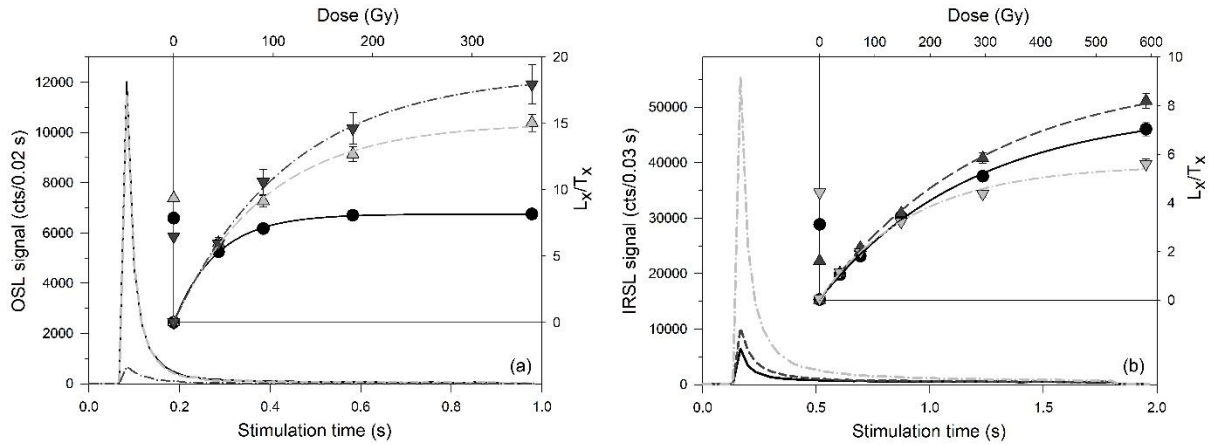 Dose (Gy)
0 100 200 300
OSL signal (cts/0.02 s)
12000
10000
8000
6000
4000
2000
0
20
15
10
5
0
Lx/Tx
(a)
0.0 0.2 0.4 0.6 0.8 1.0
Stimulation time (s)
Dose (Gy)
0 100 200 300 400 500 600
IRSL signal (cts/0.03 s)
50000
40000
30000
20000
10000
0
10
8
6
4
2
0
Lx/Tx
(b)
0.0 0.5 1.0 1.5 2.0
Stimulation time (s)